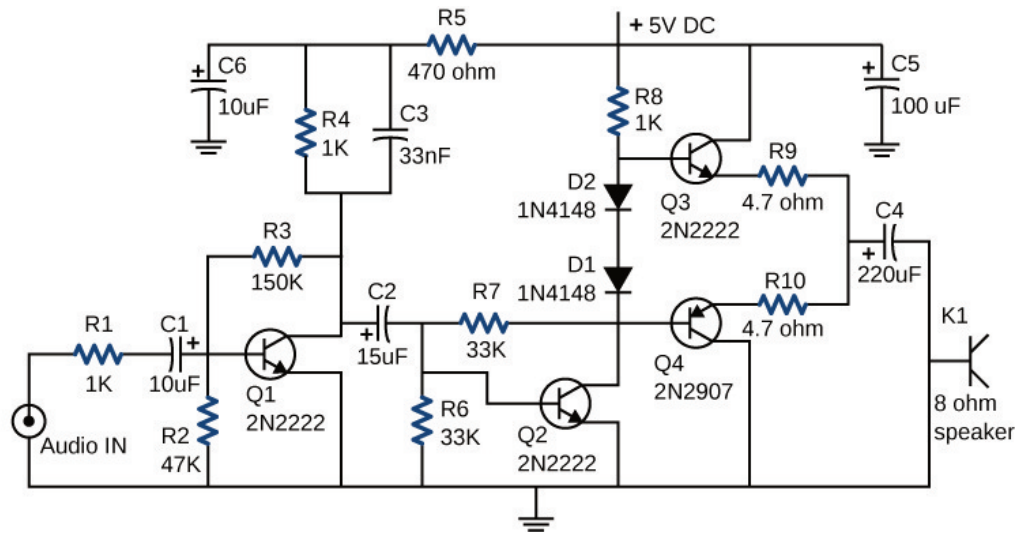 R5
+ 5V DC
470 ohm
+ C6
10uF
R4
1K
C3
33nF
R8
1K
+ C5
100 uF
R9
4.7 ohm
D2
1N4148
Q3
2N2222
C4
+
220uF
R3
150K
D1
1N4148
R10
4.7 ohm
C2
+
15uF
R7
33K
R1
1K
C1
+
10uF
Q4
2N2907
K1
8 ohm
speaker
Q1
2N2222
R6
33K
Q2
2N2222
Audio IN
R2
47K